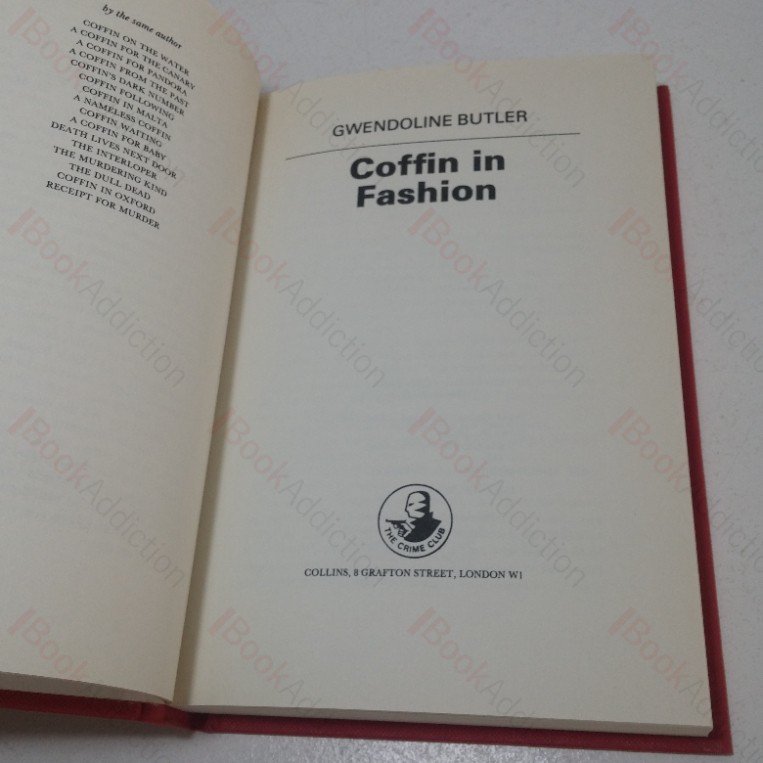 by the same author
COFFIN ON THE WATER
A COFFIN FOR THE CANARY
A COFFIN FOR PANDORA
A COFFIN FROM THE PAST
COFFIN'S DARK NUMBER
COFFIN FOLLOWING
COFFIN IN MALTA
A NAMELESS COFFIN
COFFIN WAITING
A COFFIN FOR BABY
DEATH LIVES NEXT DOOR
THE INTERLOPER
THE MURDERING KIND
THE DULL DEAD
COFFIN IN OXFORD
RECEIPT FOR MURDER
GWENDOLINE BUTLER
Coffin in
Fashion
THE CRIME CLUB
COLLINS, 8 GRAFTON STREET, LONDON W1
BookAddiction